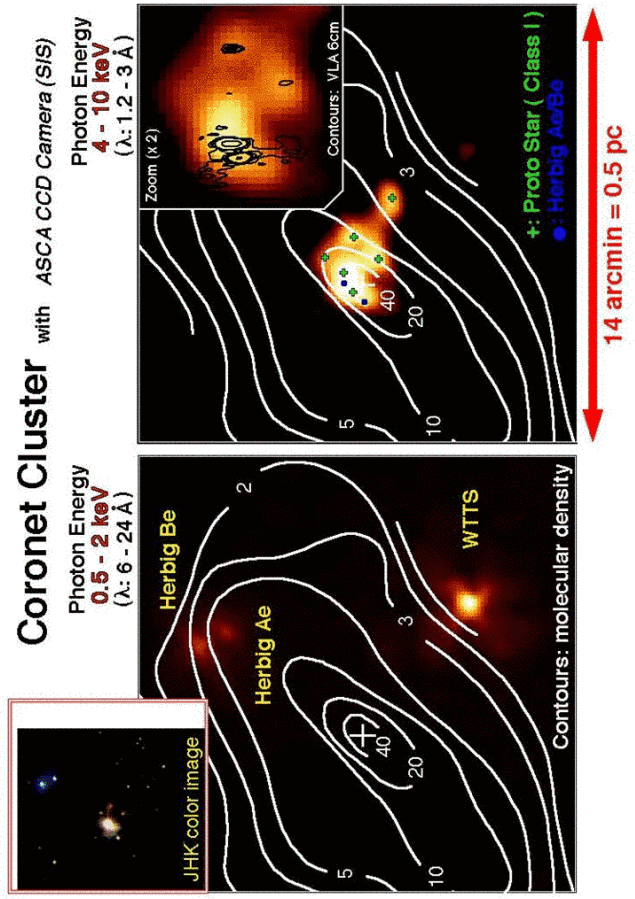 Coronet Cluster with ASCA CCD Camera (SIS)
JHK color image
Photon Energy
0.5 - 2 keV
(λ: 6 - 24 Å)
Herbig Be
Herbig Ae
WTTS
2
3
5
10
20
40
Contours: molecular density
Photon Energy
4 - 10 keV
(λ: 1.2 - 3 Å)
Zoom (x 2)
Contours: VLA 6cm
3
5
10
20
40
+: Proto Star ( Class I )
●: Herbig Ae/Be
14 arcmin = 0.5 pc